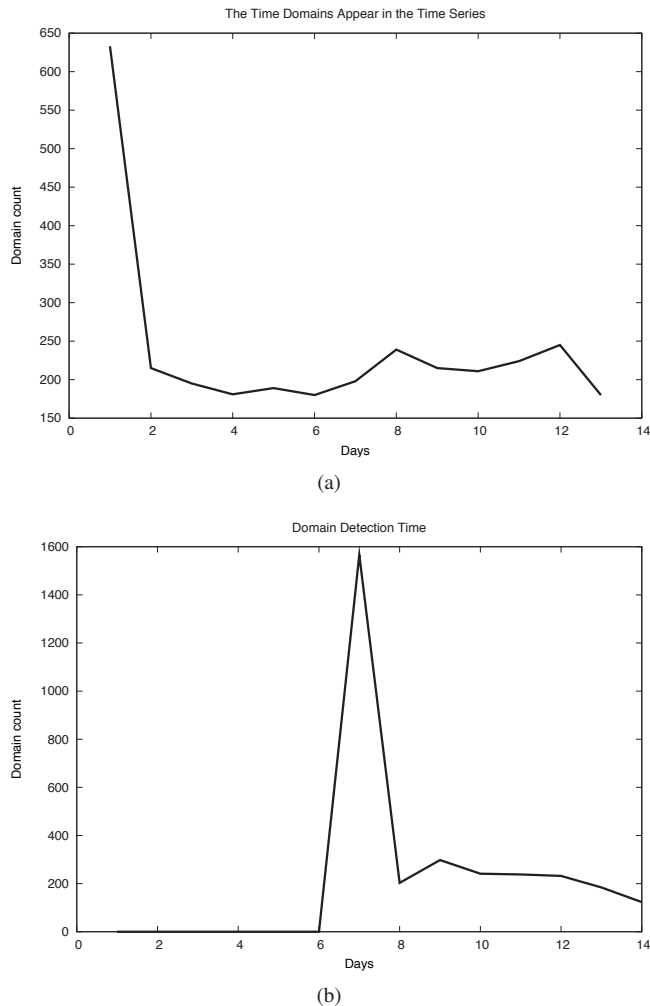 The Time Domains Appear in the Time Series
650
600
550
500
450
400
350
300
250
200
150
Domain count
0 2 4 6 8 10 12 14
Days
(a)
Domain Detection Time
1600
1400
1200
1000
800
600
400
200
0
Domain count
0 2 4 6 8 10 12 14
Days
(b)